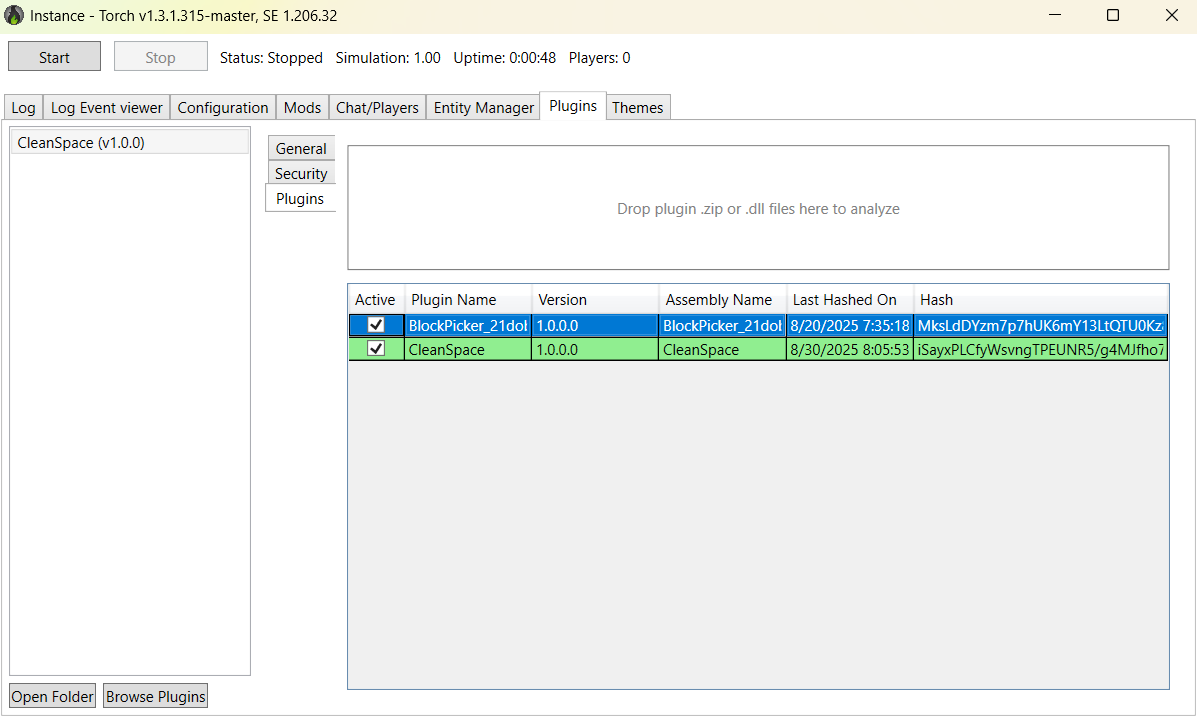 Instance - Torch v1.3.1.315-master, SE 1.206.32
Start Stop Status: Stopped Simulation: 1.00 Uptime: 0:00:48 Players: 0
Log Log Event viewer Configuration Mods Chat/Players Entity Manager Plugins Themes
CleanSpace (v1.0.0)
General
Security
Plugins
Drop plugin .zip or .dll files here to analyze
Active Plugin Name Version Assembly Name Last Hashed On Hash
BlockPicker_21dol 1.0.0.0 BlockPicker_21dol 8/20/2025 7:35:18 MksLdDYzm7p7hUK6mY13LtQTU0Kz
CleanSpace 1.0.0.0 CleanSpace 8/30/2025 8:05:53 iSayxPLCfyWsvngTPEUNR5/g4MJfho7
Open Folder Browse Plugins